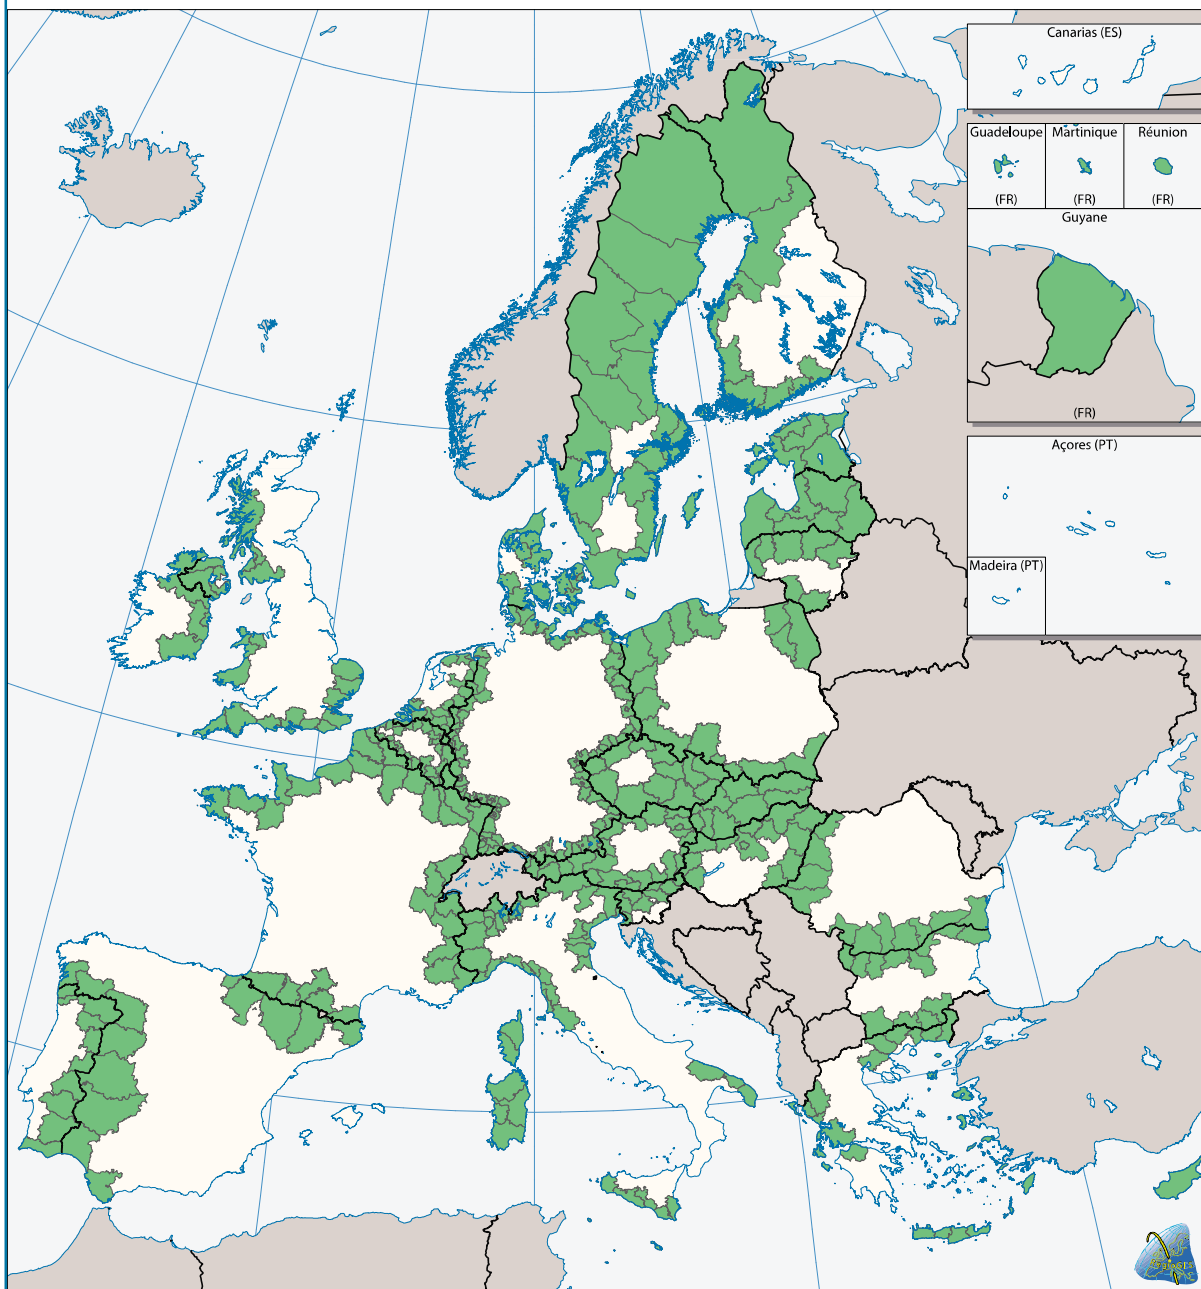 Canarias (ES)
Guadeloupe
Martinique
Réunion
(FR)
(FR)
(FR)
Guyane
(FR)
Açores (PT)
Madeira (PT)